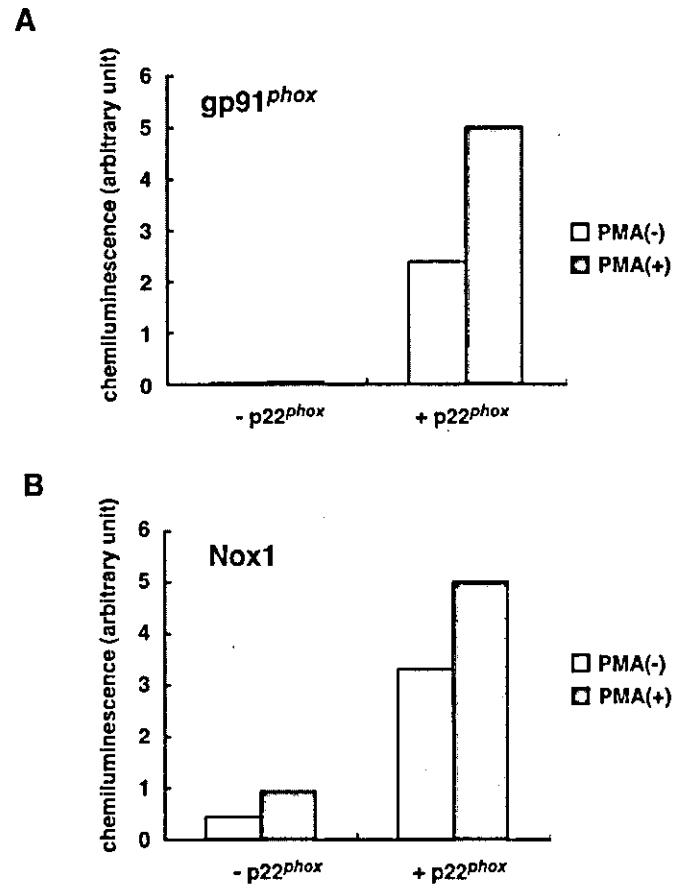 A
gp91phox
chemiluminescence (arbitrary unit)
6
5
4
3
2
1
0
- p22phox
+ p22phox
PMA(-)
PMA(+)
B
Nox1
chemiluminescence (arbitrary unit)
6
5
4
3
2
1
0
- p22phox
+ p22phox
PMA(-)
PMA(+)